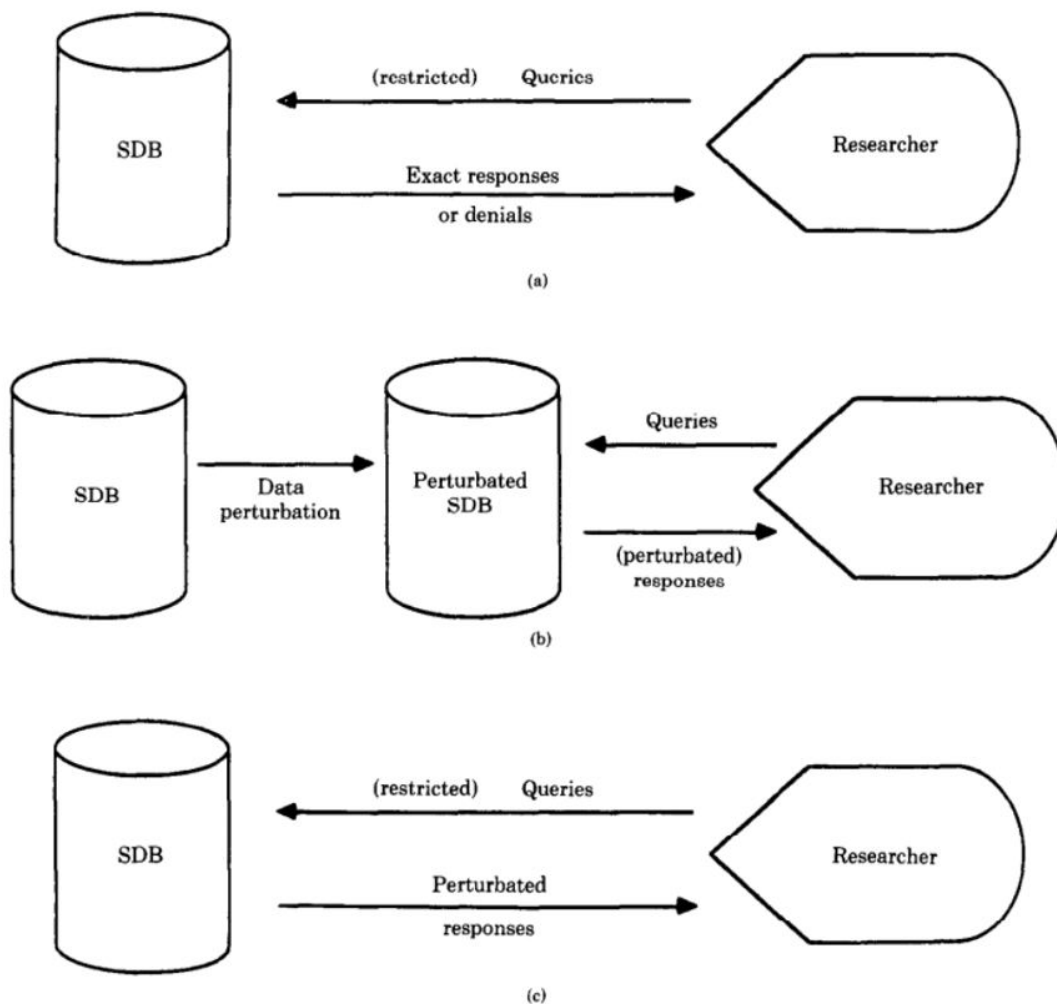 (restricted) Queries
SDB
Researcher
Exact responses
or denials
(a)
Queries
SDB
Data
perturbation
Perturbated
SDB
Researcher
(perturbated)
responses
(b)
(restricted) Queries
SDB
Researcher
Perturbated
responses
(c)